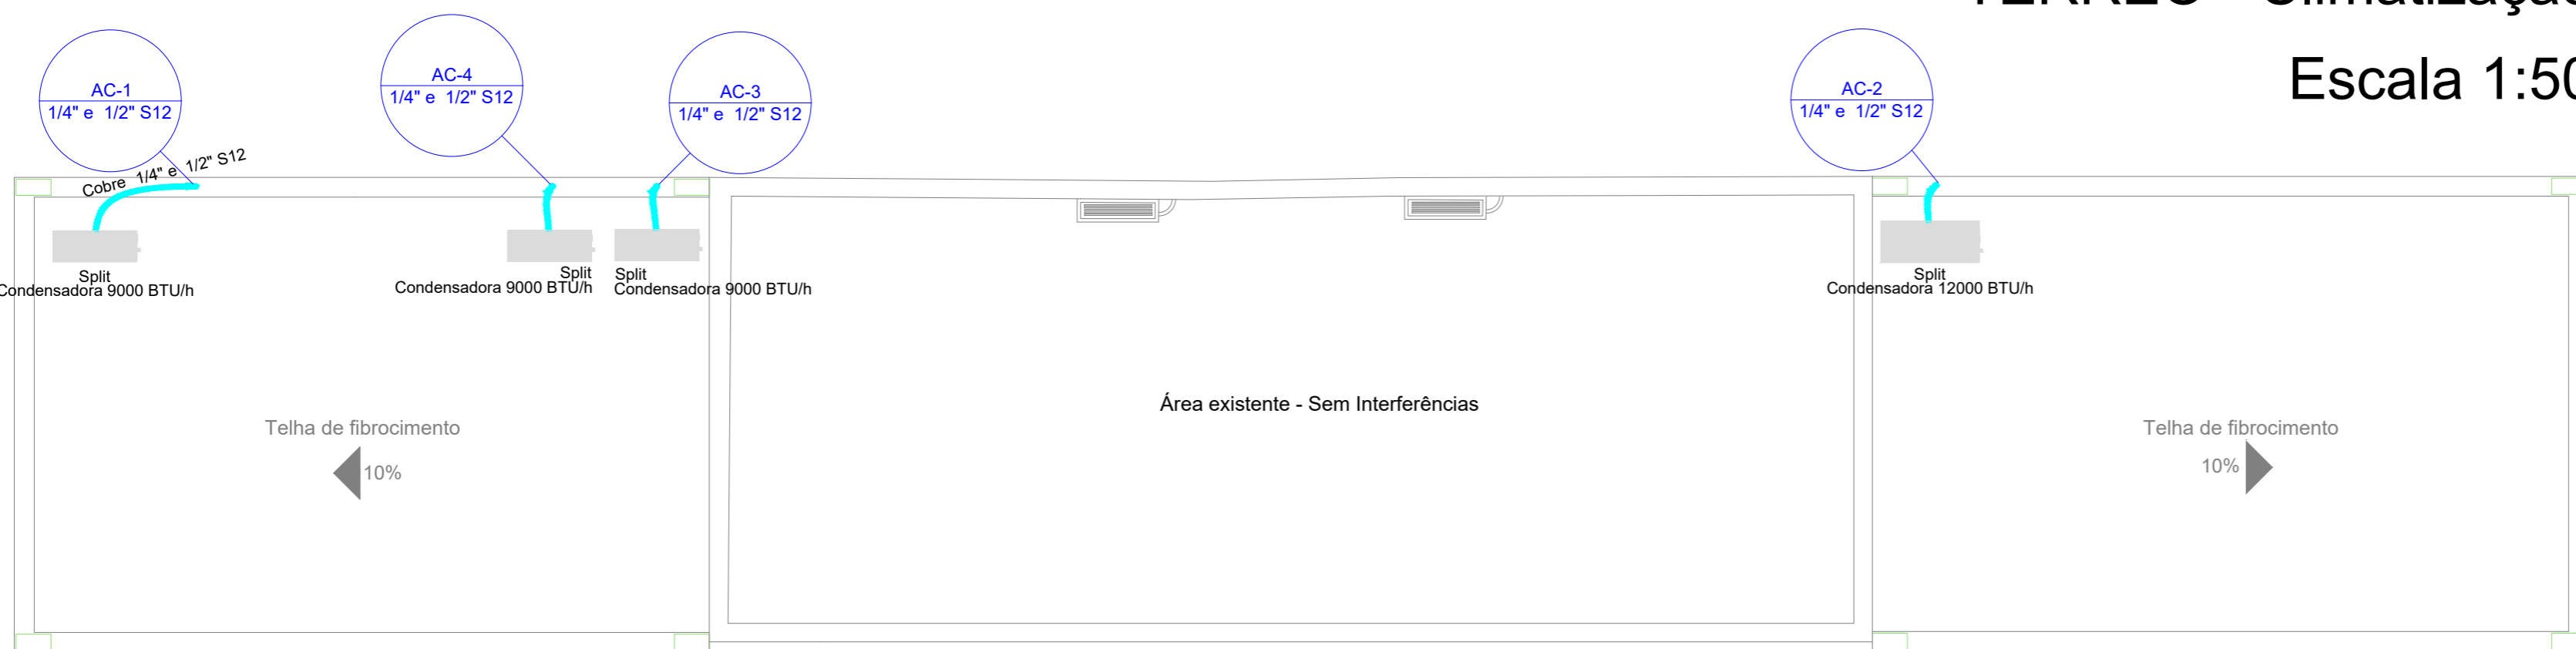 Escala 1:50
AC-1
1/4" e 1/2" S12
AC-4
1/4" e 1/2" S12
AC-3
1/4" e 1/2" S12
AC-2
1/4" e 1/2" S12
Cobre 1/4" e 1/2" S12
Split
Condensadora 9000 BTU/h
Split
Condensadora 9000 BTU/h
Split
Condensadora 9000 BTU/h
Split
Condensadora 12000 BTU/h
Área existente - Sem Interferências
Telha de fibrocimento
10%
Telha de fibrocimento
10%